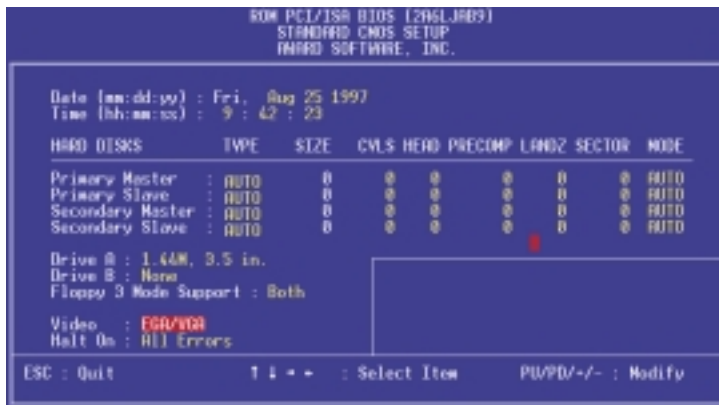 ROM PCI/ISA BIOS [2A6LJAB9]
STANDARD CMOS SETUP
AWARD SOFTWARE, INC.
Date (mm:dd:yy) : Fri, Aug 25 1997
Time (hh:mm:ss) : 9 : 42 : 23
HARD DISKS TYPE SIZE CYLS HEAD PRECOMP LANDZ SECTOR MODE
Primary Master : AUTO 0 0 0 0 0 0 AUTO
Primary Slave : AUTO 0 0 0 0 0 0 AUTO
Secondary Master : AUTO 0 0 0 0 0 0 AUTO
Secondary Slave : AUTO 0 0 0 0 0 0 AUTO
Drive A : 1.44M, 3.5 in.
Drive B : None
Floppy 3 Mode Support : Both
Video : EGA/VGA
Halt On : All Errors
ESC : Quit ↑ ↓ → ← : Select Item PU/PD/+/- : Modify